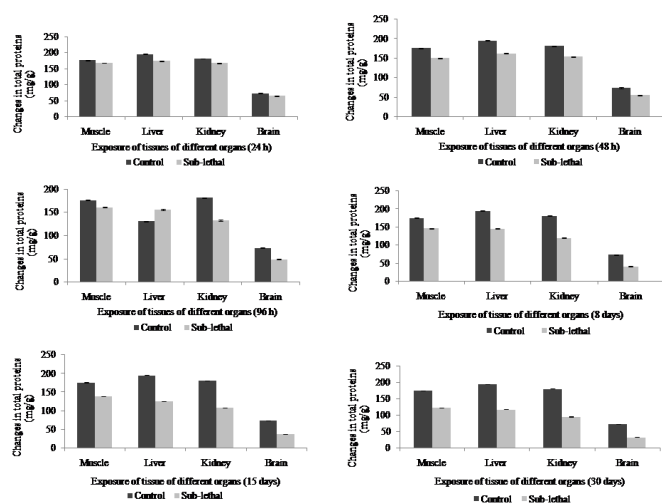 Changes in total proteins
(mg/g)
250
200
150
100
50
0
Muscle Liver Kidney Brain
Exposure of tissues of different organs (24 h)
Control Sub-lethal
Changes in total proteins
(mg/g)
250
200
150
100
50
0
Muscle Liver Kidney Brain
Exposure of tissues of different organs (48 h)
Control Sub-lethal
Changes in total proteins
(mg/g)
200
150
100
50
0
Muscle Liver Kidney Brain
Exposure of tissues of different organs (96 h)
Control Sub-lethal
Changes in total proteins
(mg/g)
250
200
150
100
50
0
Muscle Liver Kidney Brain
Exposure of tissue of different organs (8 days)
Control Sub-lethal
Changes in total proteins
(mg/g)
250
200
150
100
50
0
Muscle Liver Kidney Brain
Exposure of tissue of different organs (15 days)
Control Sub-lethal
Changes in total proteins
(mg/g)
250
200
150
100
50
0
Muscle Liver Kidney Brain
Exposure of tissue of different organs (30 days)
Control Sub-lethal